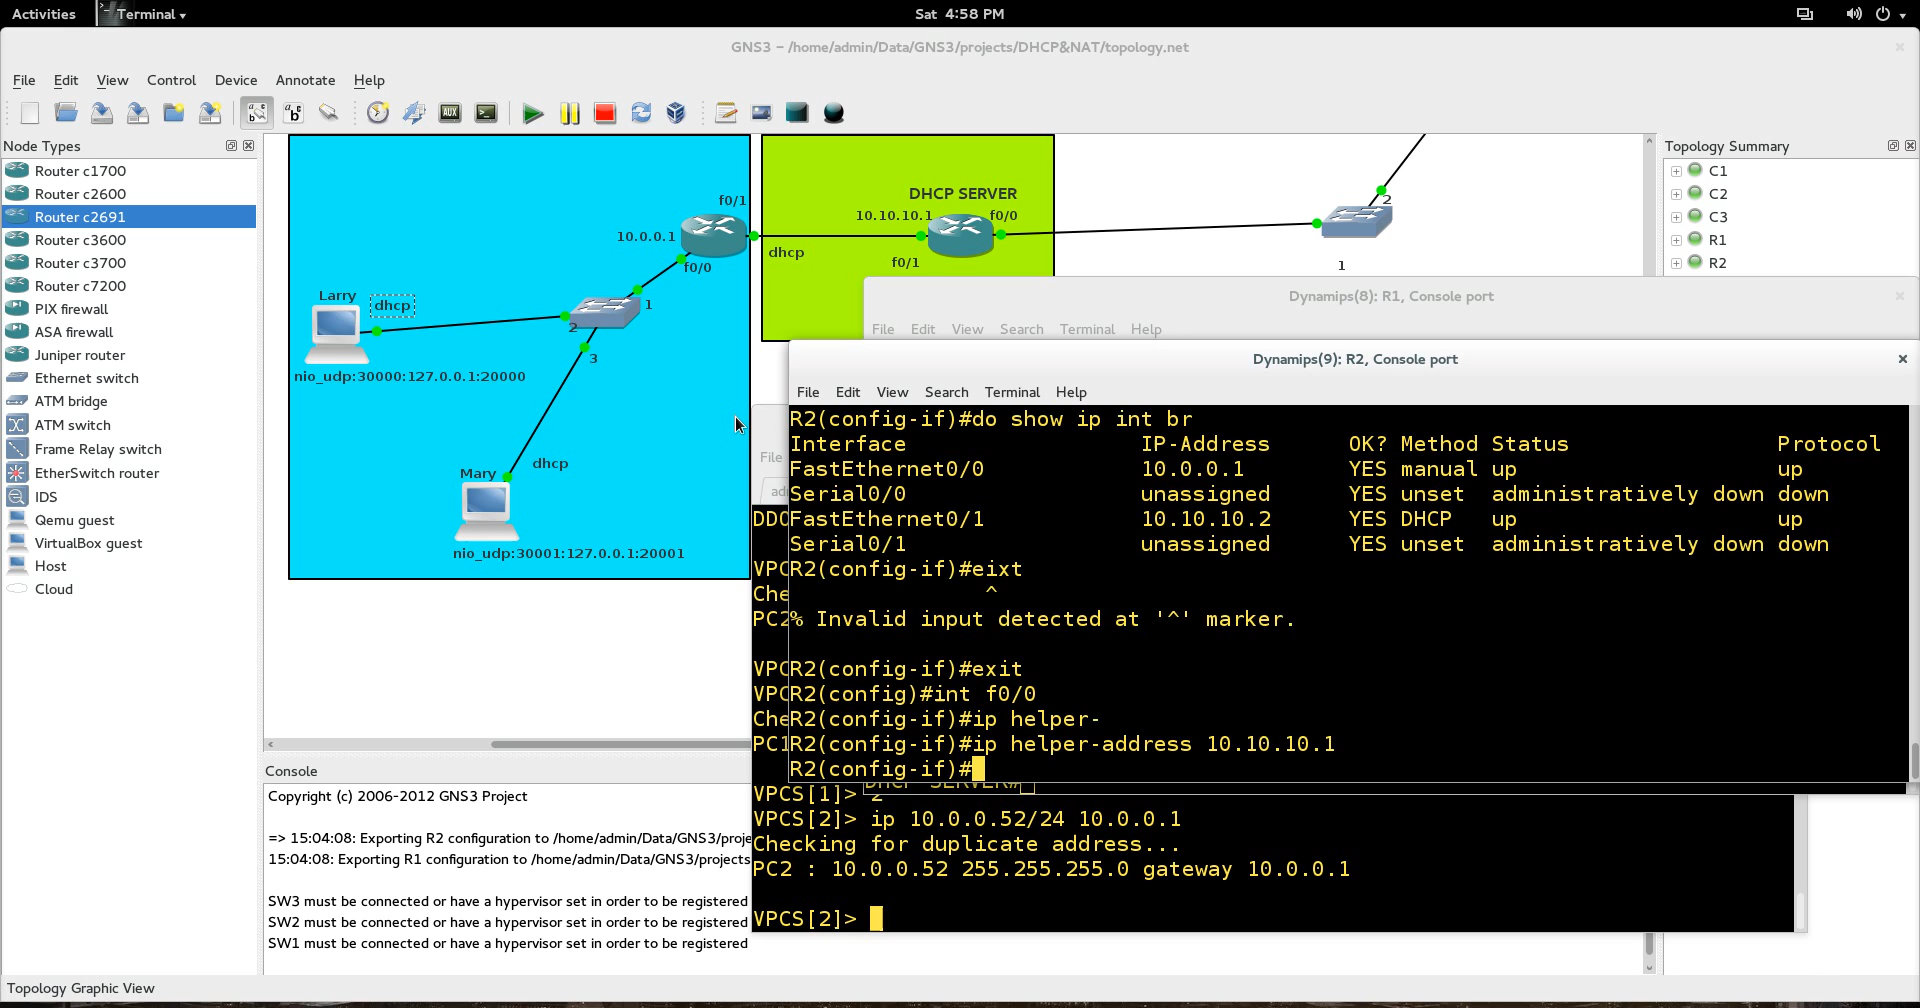 Activities
Terminal
Sat 4:58 PM
GNS3 – /home/admin/Data/GNS3/projects/DHCP&NAT/topology.net
File Edit View Control Device Annotate Help
AUX
Node Types
Router c1700
Router c2600
Router c2691
Router c3600
Router c3700
Router c7200
PIX firewall
ASA firewall
Juniper router
Ethernet switch
ATM bridge
ATM switch
Frame Relay switch
EtherSwitch router
IDS
Qemu guest
VirtualBox guest
Host
Cloud
f0/1
10.0.0.1
f0/0
Larry
dhcp
1
2
3
nio_udp:30000:127.0.0.1:20000
Mary
dhcp
nio_udp:30001:127.0.0.1:20001
DHCP SERVER
10.10.10.1
f0/0
dhcp
f0/1
2
1
Topology Summary
C1
C2
C3
R1
R2
Dynamips(8): R1, Console port
File Edit View Search Terminal Help
Dynamips(9): R2, Console port
File Edit View Search Terminal Help
R2(config-if)#do show ip int br
Interface IP-Address OK? Method Status Protocol
FastEthernet0/0 10.0.0.1 YES manual up up
Serial0/0 unassigned YES unset administratively down down
FastEthernet0/1 10.10.10.2 YES DHCP up up
Serial0/1 unassigned YES unset administratively down down
R2(config-if)#eixt
^
% Invalid input detected at '^' marker.
R2(config-if)#exit
R2(config)#int f0/0
R2(config-if)#ip helper-
R2(config-if)#ip helper-address 10.10.10.1
R2(config-if)#
File
VPCS[1]> 2
VPCS[2]> ip 10.0.0.52/24 10.0.0.1
Checking for duplicate address...
PC2 : 10.0.0.52 255.255.255.0 gateway 10.0.0.1
VPCS[2]>
Console
Copyright (c) 2006-2012 GNS3 Project
=> 15:04:08: Exporting R2 configuration to /home/admin/Data/GNS3/proje
15:04:08: Exporting R1 configuration to /home/admin/Data/GNS3/projects
SW3 must be connected or have a hypervisor set in order to be registered
SW2 must be connected or have a hypervisor set in order to be registered
SW1 must be connected or have a hypervisor set in order to be registered
Topology Graphic View